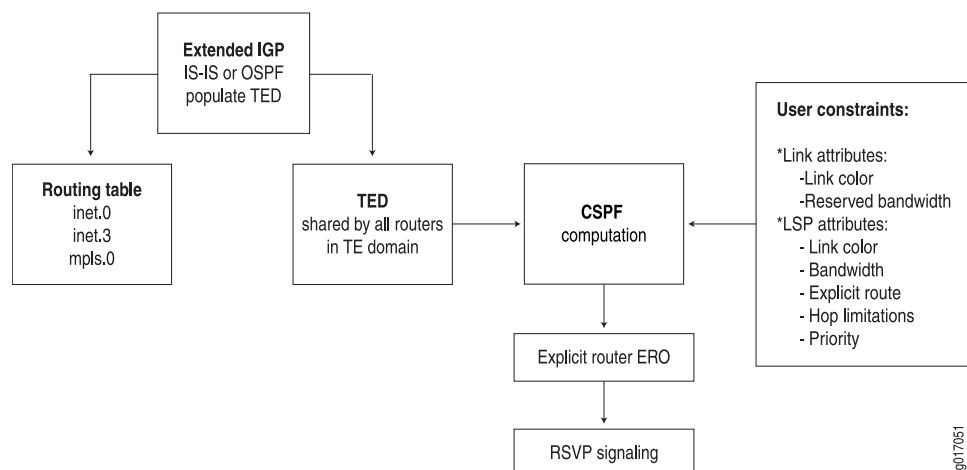 Extended IGP
IS-IS or OSPF
populate TED
Routing table
inet.0
inet.3
mpls.0
TED
shared by all routers
in TE domain
CSPF
computation
User constraints:
*Link attributes:
-Link color
-Reserved bandwidth
*LSP attributes:
- Link color
- Bandwidth
- Explicit route
- Hop limitations
- Priority
Explicit router ERO
RSVP signaling
g017051